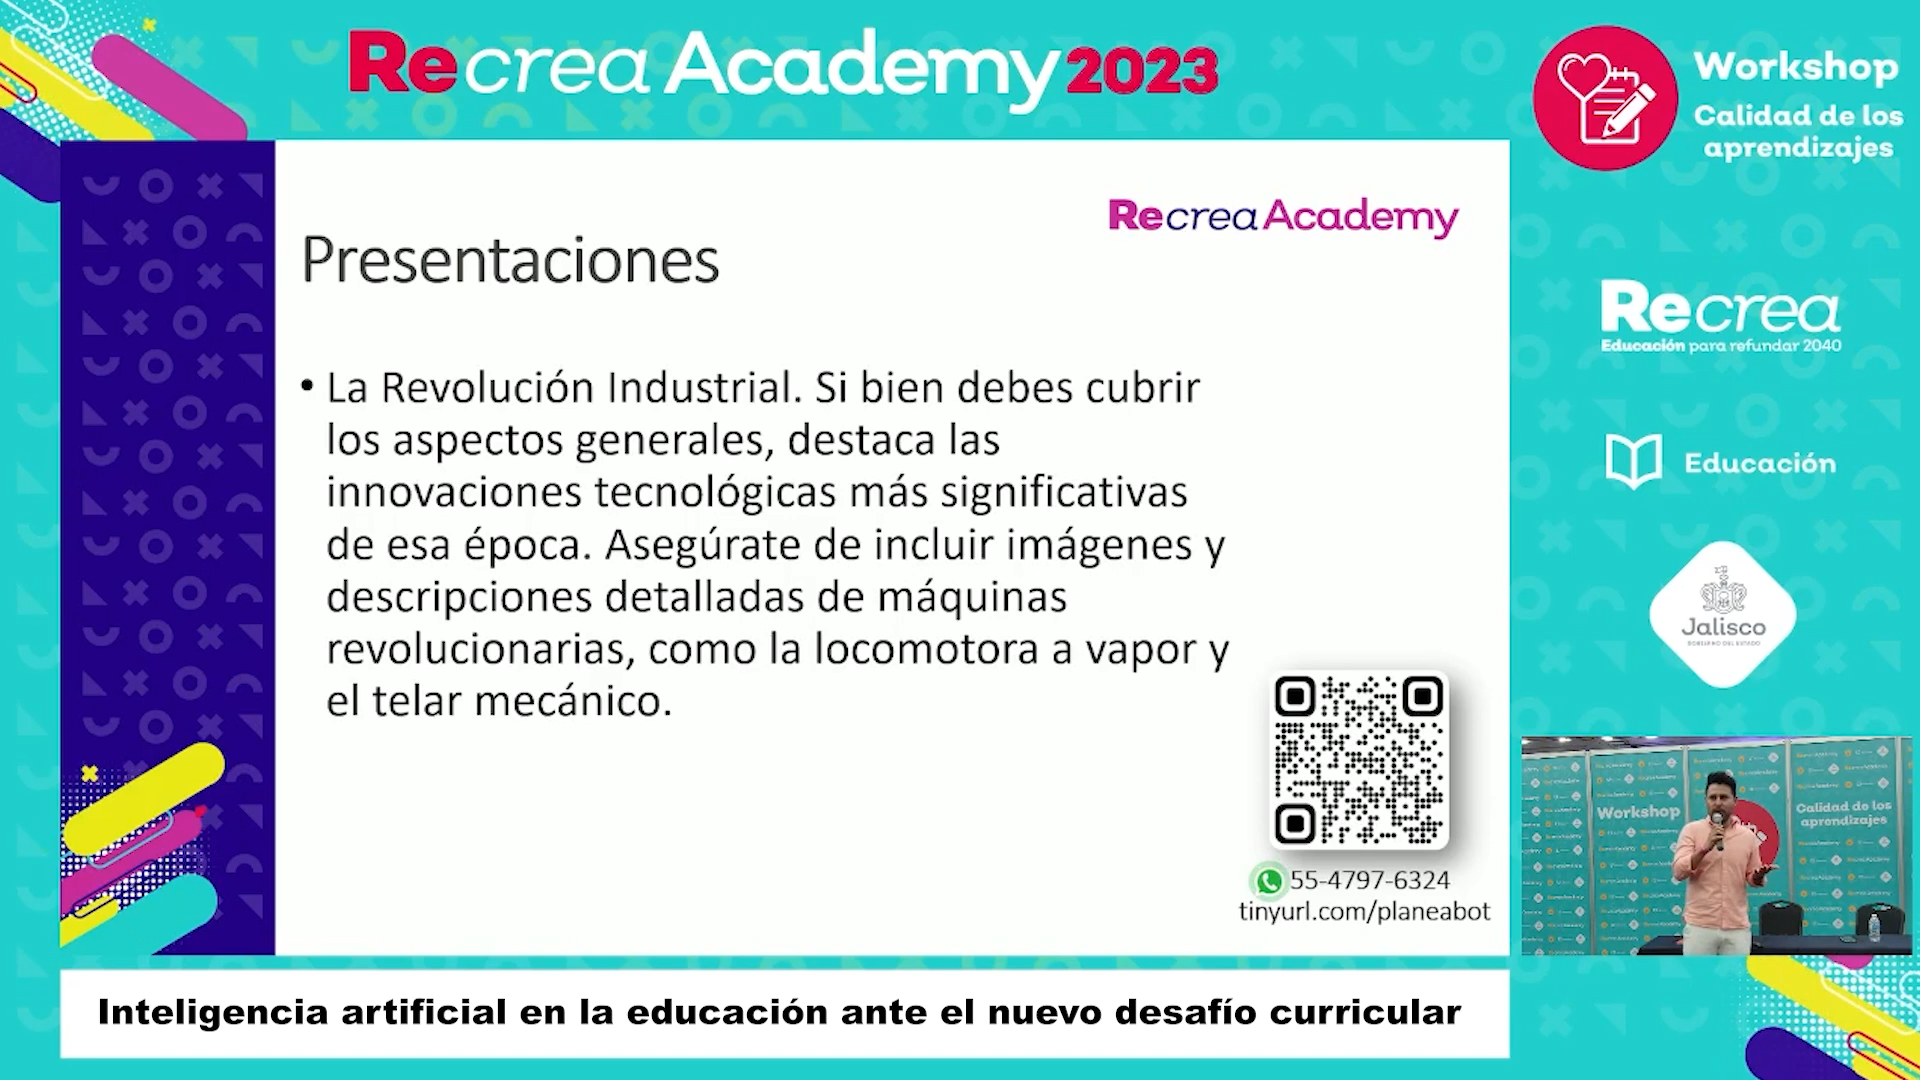 Recrea Academy 2023
Workshop
Calidad de los
aprendizajes
Recrea Academy
Presentaciones
• La Revolución Industrial. Si bien debes cubrir
los aspectos generales, destaca las
innovaciones tecnológicas más significativas
de esa época. Asegúrate de incluir imágenes y
descripciones detalladas de máquinas
revolucionarias, como la locomotora a vapor y
el telar mecánico.
55-4797-6324
tinyurl.com/planeabot
Recrea
Educación para refundar 2040
Educación
Jalisco
GOBIERNO DEL ESTADO
Workshop
Calidad de los
aprendizajes
Inteligencia artificial en la educación ante el nuevo desafío curricular